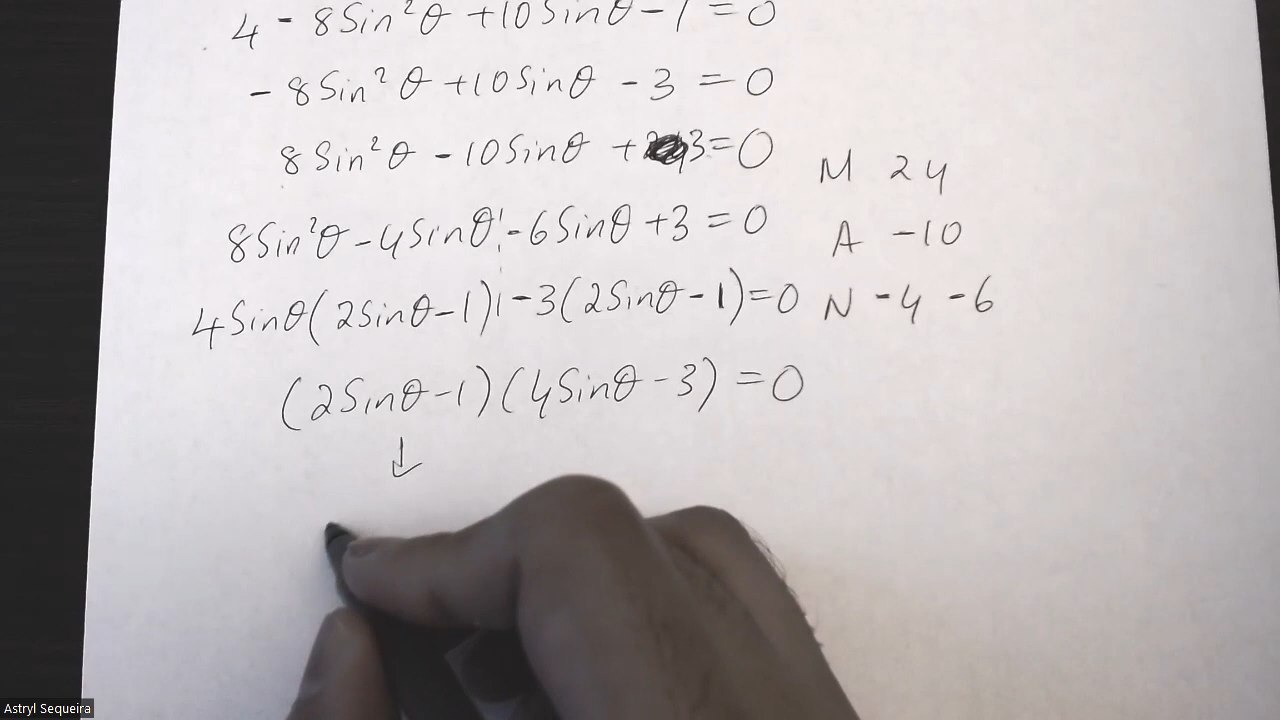 4 - 8Sin²θ + 10Sinθ - 1 = 0
- 8Sin²θ + 10Sinθ - 3 = 0
8Sin²θ - 10Sinθ + 3 = 0
M 24
8Sin²θ - 4Sinθ - 6Sinθ + 3 = 0
A -10
4Sinθ(2Sinθ-1) - 3(2Sinθ-1) = 0
N -4 -6
(2Sinθ-1)(4Sinθ-3) = 0
↓
Astryl Sequeira